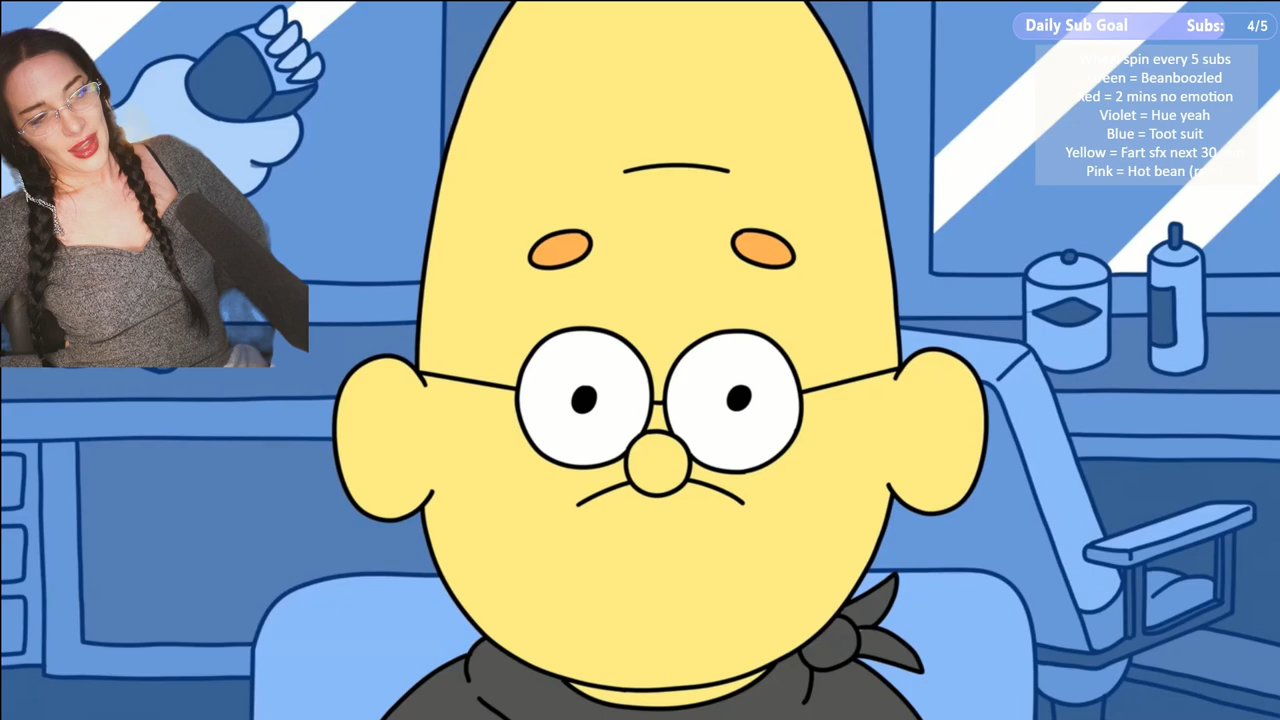 Daily Sub Goal Subs: 4/5
spin every 5 subs
= Beanboozled
Red = 2 mins no emotion
Violet = Hue yeah
Blue = Toot suit
Yellow = Fart sfx next 30
Pink = Hot bean